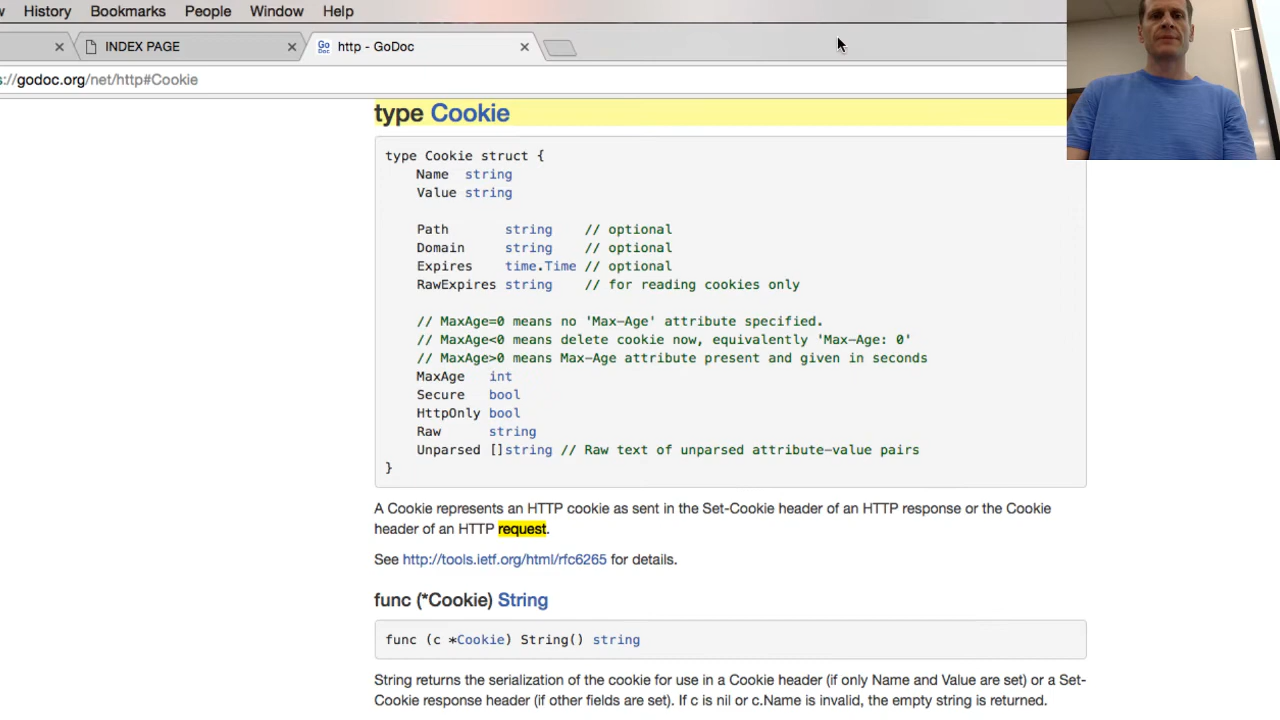 History Bookmarks People Window Help
INDEX PAGE
Go Doc http - GoDoc
://godoc.org/net/http#Cookie
type Cookie
type Cookie struct {
Name string
Value string
Path string // optional
Domain string // optional
Expires time.Time // optional
RawExpires string // for reading cookies only
// MaxAge=0 means no 'Max-Age' attribute specified.
// MaxAge<0 means delete cookie now, equivalently 'Max-Age: 0'
// MaxAge>0 means Max-Age attribute present and given in seconds
MaxAge int
Secure bool
HttpOnly bool
Raw string
Unparsed []string // Raw text of unparsed attribute-value pairs
}
A Cookie represents an HTTP cookie as sent in the Set-Cookie header of an HTTP response or the Cookie
header of an HTTP request.
See http://tools.ietf.org/html/rfc6265 for details.
func (*Cookie) String
func (c *Cookie) String() string
String returns the serialization of the cookie for use in a Cookie header (if only Name and Value are set) or a Set-
Cookie response header (if other fields are set). If c is nil or c.Name is invalid, the empty string is returned.